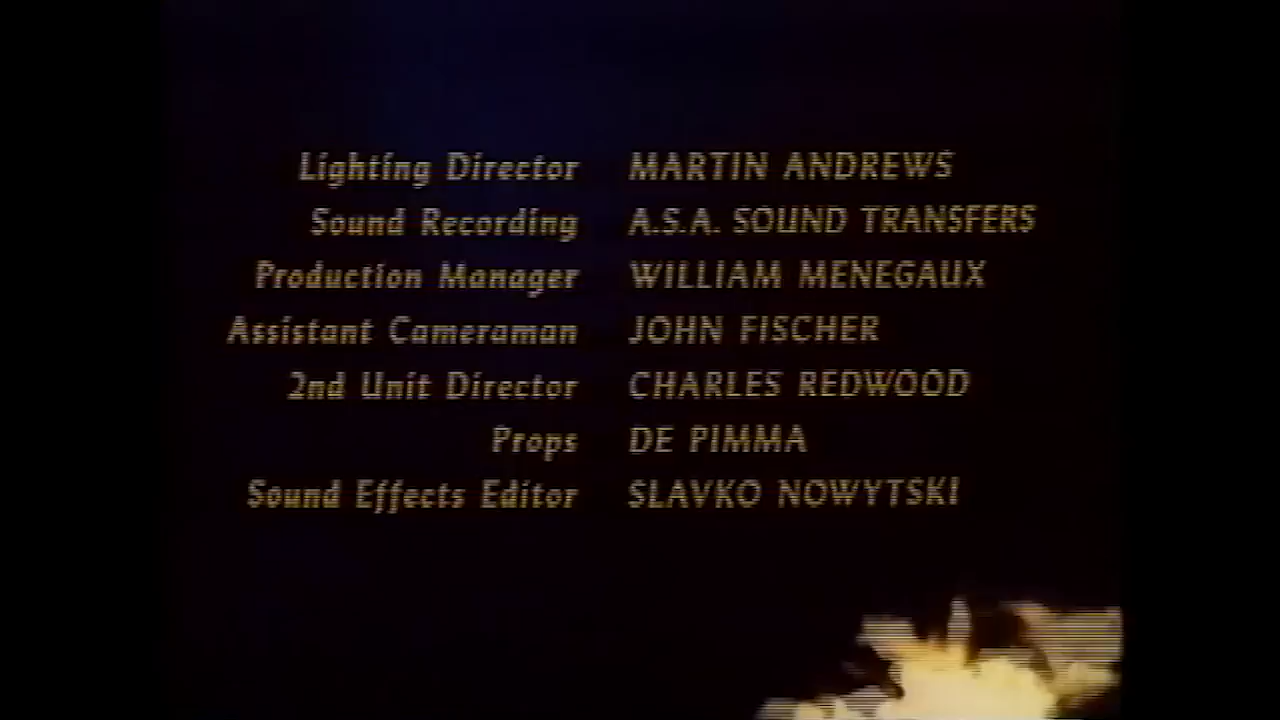 Lighting Director MARTIN ANDREWS
Sound Recording A.S.A. SOUND TRANSFERS
Production Manager WILLIAM MENEGAUX
Assistant Cameraman JOHN FISCHER
2nd Unit Director CHARLES REDWOOD
Props DE PIMMA
Sound Effects Editor SLAVKO NOWYTSKI